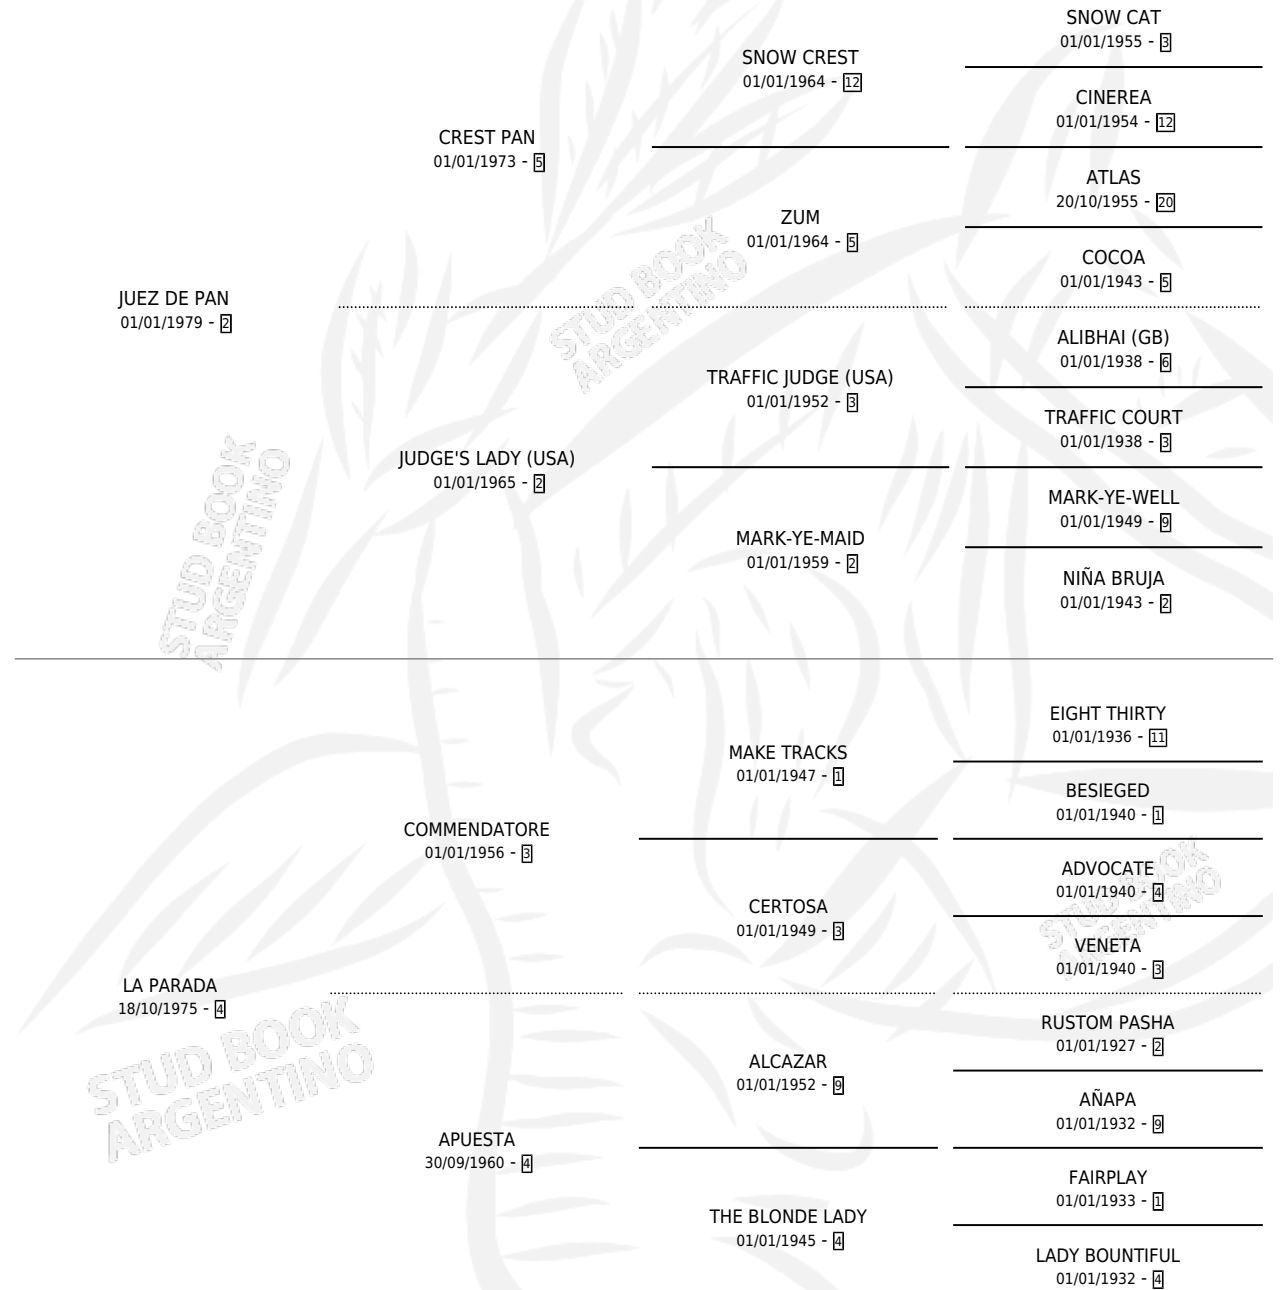 SNOW CAT
01/01/1955 - 3
SNOW CREST
01/01/1964 - 12
CINEREA
01/01/1954 - 12
CREST PAN
01/01/1973 - 5
ATLAS
20/10/1955 - 20
ZUM
01/01/1964 - 5
COCOA
01/01/1943 - 5
JUEZ DE PAN
01/01/1979 - 2
STUD BOOK
ARGENTINO
ALIBHAI (GB)
01/01/1938 - 6
TRAFFIC JUDGE (USA)
01/01/1952 - 3
TRAFFIC COURT
01/01/1938 - 3
JUDGE'S LADY (USA)
01/01/1965 - 2
MARK-YE-WELL
01/01/1949 - 9
MARK-YE-MAID
01/01/1959 - 2
NIÑA BRUJA
01/01/1943 - 2
STUD BOOK
ARGENTINO
EIGHT THIRTY
01/01/1936 - 11
MAKE TRACKS
01/01/1947 - 1
BESIEGED
01/01/1940 - 1
COMMENDATORE
01/01/1956 - 3
ADVOCATE
01/01/1940 - 4
CERTOSA
01/01/1949 - 3
VENETA
01/01/1940 - 3
STUD BOOK
ARGENTINO
LA PARADA
18/10/1975 - 4
RUSTOM PASHA
01/01/1927 - 2
ALCAZAR
01/01/1952 - 9
AÑAPA
01/01/1932 - 9
STUD BOOK
ARGENTINO
APUESTA
30/09/1960 - 4
FAIRPLAY
01/01/1933 - 1
THE BLONDE LADY
01/01/1945 - 4
LADY BOUNTIFUL
01/01/1932 - 4